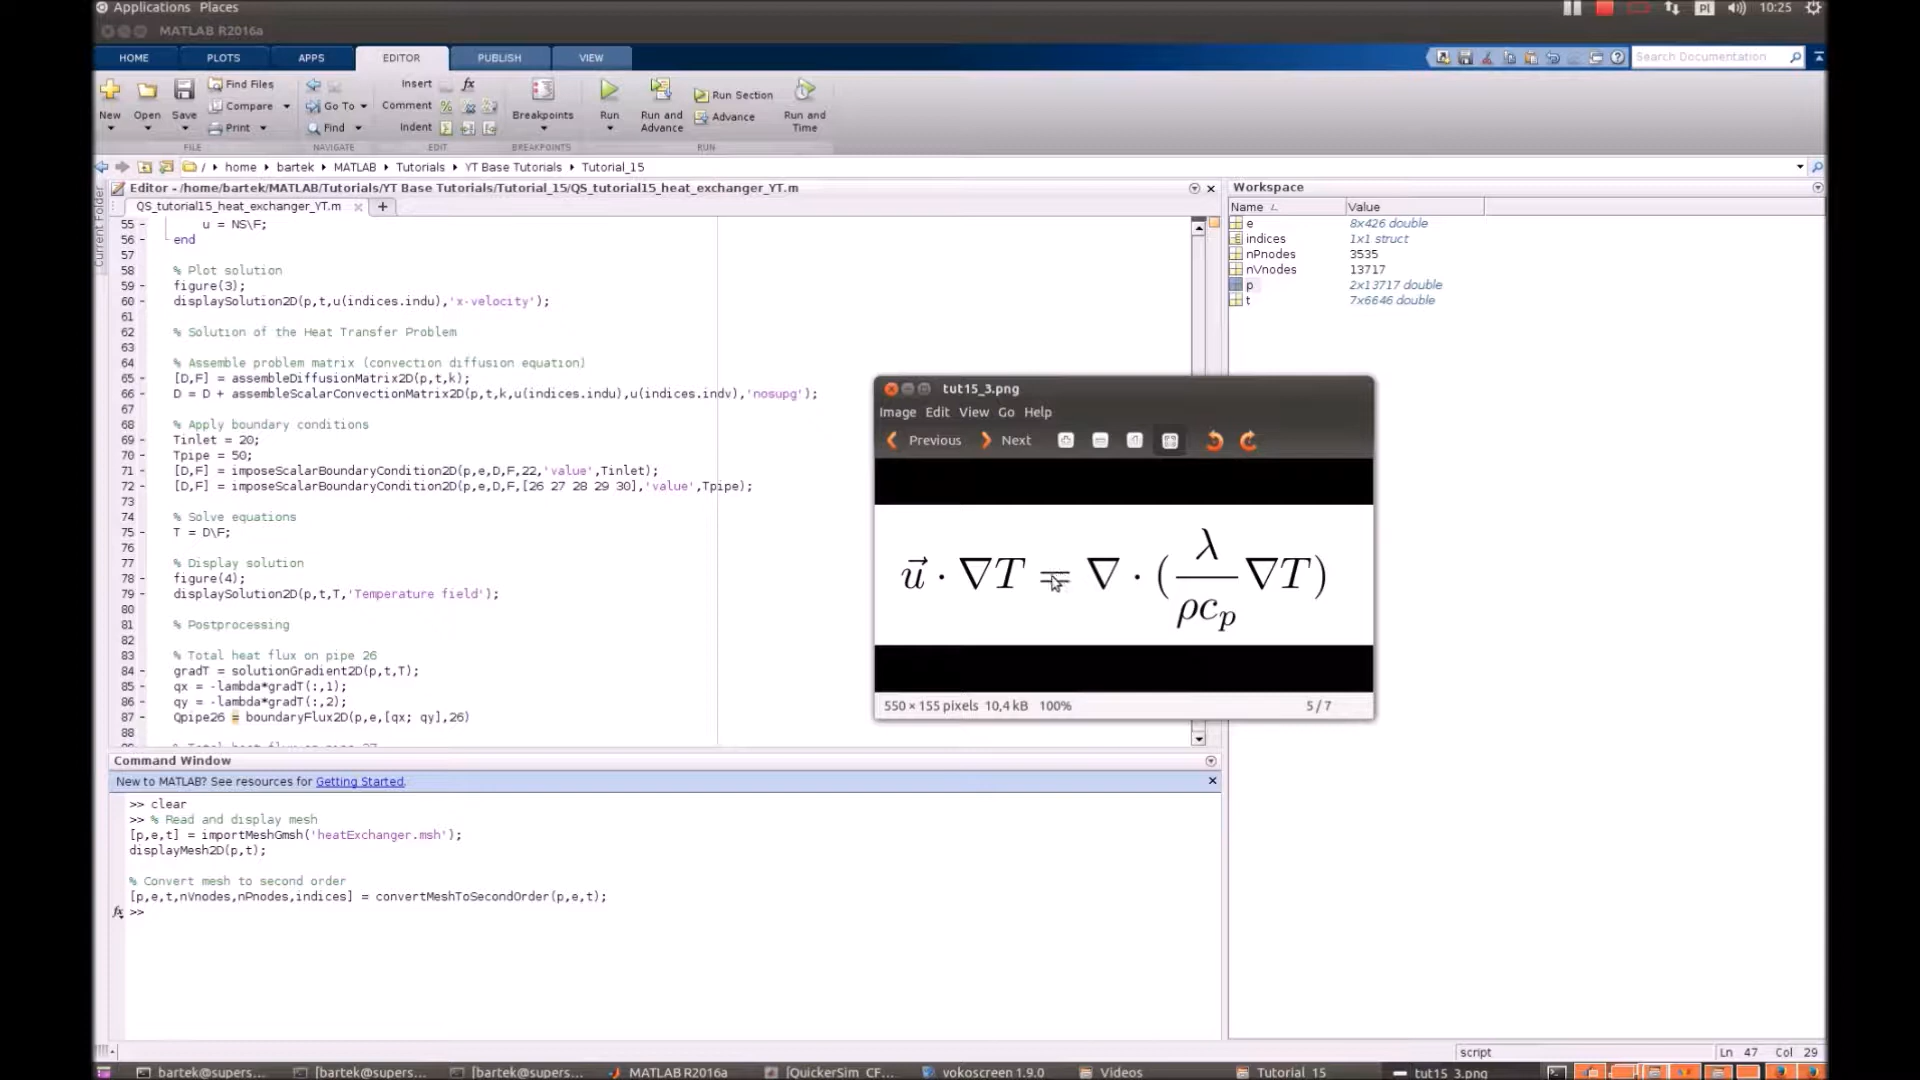 Applications Places
PI 10:25
MATLAB R2016a
HOME PLOTS APPS EDITOR PUBLISH VIEW
Search Documentation
New Open Save Find Files Compare Print
Go To Find
Insert fx
Comment
Indent
Breakpoints Run Run and Advance Run Section Advance Run and Time
FILE NAVIGATE EDIT BREAKPOINTS RUN
/ home bartek MATLAB Tutorials YT Base Tutorials Tutorial_15
Current Folder
Editor - /home/bartek/MATLAB/Tutorials/YT Base Tutorials/Tutorial_15/QS_tutorial15_heat_exchanger_YT.m
QS_tutorial15_heat_exchanger_YT.m
55 - u = NS\F;
56 - end
57
58 % Plot solution
59 - figure(3);
60 - displaySolution2D(p,t,u(indices.indu),'x-velocity');
61
62 % Solution of the Heat Transfer Problem
63
64 % Assemble problem matrix (convection diffusion equation)
65 - [D,F] = assembleDiffusionMatrix2D(p,t,k);
66 - D = D + assembleScalarConvectionMatrix2D(p,t,k,u(indices.indu),u(indices.indv),'nosupg');
67
68 % Apply boundary conditions
69 - Tinlet = 20;
70 - Tpipe = 50;
71 - [D,F] = imposeScalarBoundaryCondition2D(p,e,D,F,22,'value',Tinlet);
72 - [D,F] = imposeScalarBoundaryCondition2D(p,e,D,F,[26 27 28 29 30],'value',Tpipe);
73
74 % Solve equations
75 - T = D\F;
76
77 % Display solution
78 - figure(4);
79 - displaySolution2D(p,t,T,'Temperature field');
80
81 % Postprocessing
82
83 % Total heat flux on pipe 26
84 - gradT = solutionGradient2D(p,t,T);
85 - qx = -lambda*gradT(:,1);
86 - qy = -lambda*gradT(:,2);
87 - Qpipe26 = boundaryFlux2D(p,e,[qx; qy],26)
88
Workspace
Name Value
e 8x426 double
indices 1x1 struct
nPnodes 3535
nVnodes 13717
p 2x13717 double
t 7x6646 double
tut15_3.png
Image Edit View Go Help
Previous Next
u⃗ · ∇T = ∇ · (λ/ρc_p ∇T)
550 × 155 pixels 10,4 kB 100% 5 / 7
Command Window
New to MATLAB? See resources for Getting Started.
>> clear
>> % Read and display mesh
[p,e,t] = importMeshGmsh('heatExchanger.msh');
displayMesh2D(p,t);
% Convert mesh to second order
[p,e,t,nVnodes,nPnodes,indices] = convertMeshToSecondOrder(p,e,t);
fx >>
script Ln 47 Col 29
bartek@supers... [bartek@supers... [bartek@supers... MATLAB R2016a [QuickerSim_CF... vokoscreen 1.9.0 Videos Tutorial_15 tut15_3.png